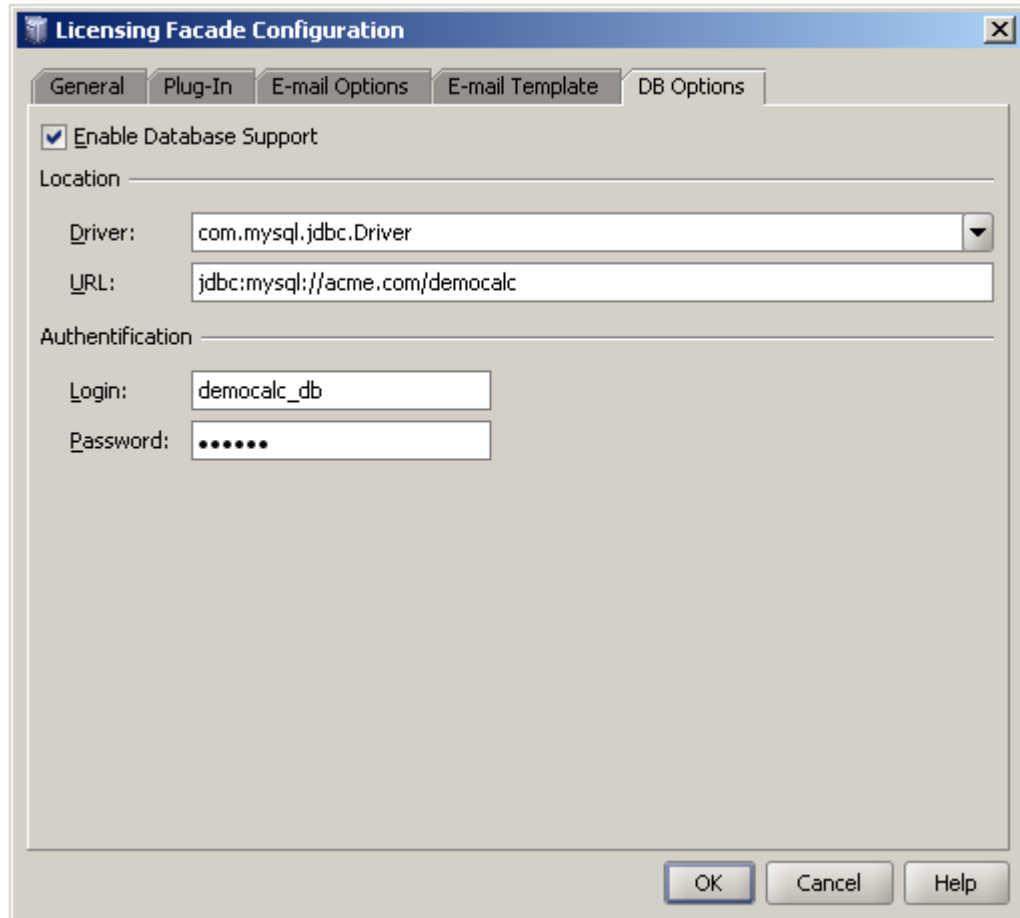 Licensing Facade Configuration
General Plug-In E-mail Options E-mail Template DB Options
Enable Database Support
Location
Driver: com.mysql.jdbc.Driver
URL: jdbc:mysql://acme.com/democalc
Authentification
Login: democalc_db
Password: ••••••
OK Cancel Help